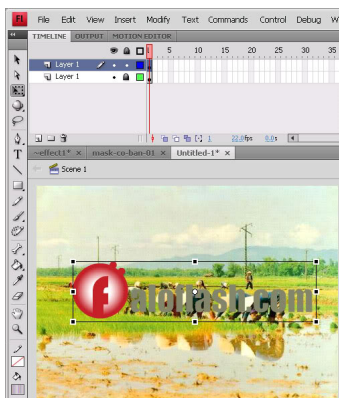 Fl File Edit View Insert Modify Text Commands Control Debug W
TIMELINE OUTPUT MOTION EDITOR
1 5 10 15 20 25 30 35
Layer 1
Layer 1
1 22.0fps 0.0s
~effect1* × mask-co-ban-01 × Untitled-1* ×
Scene 1
f aloflash.com